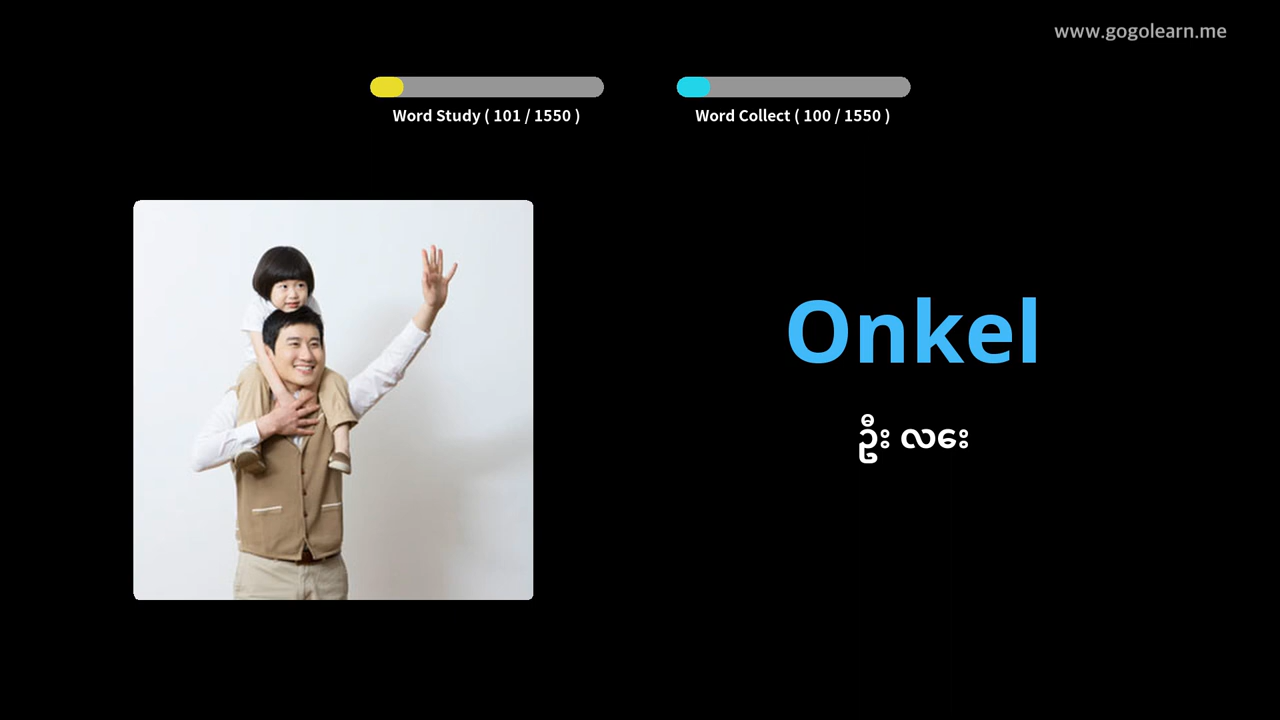 www.gogolearn.me
Word Study ( 101 / 1550 )
Word Collect ( 100 / 1550 )
Onkel
ဦး လေး